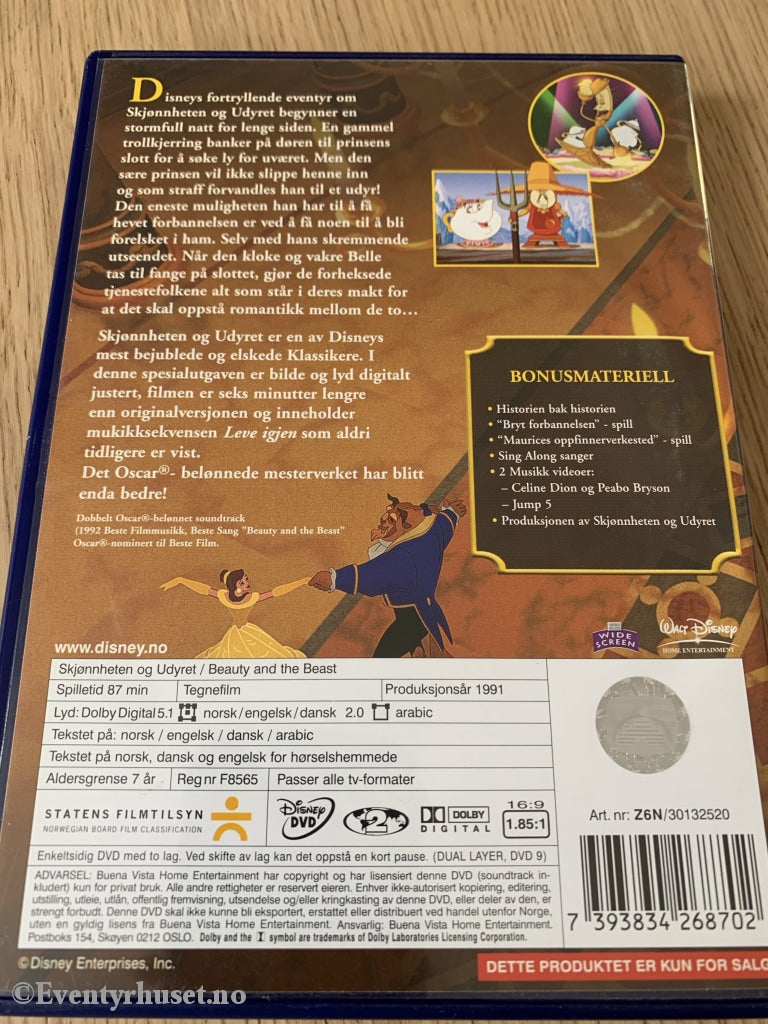 Disneys fortryllende eventyr om
Skjønnheten og Udyret begynner en
stormfull natt for lenge siden. En gammel
trollkjerring banker på døren til prinsens
slott for å søke ly for uværet. Men den
sære prinsen vil ikke slippe henne inn
og som straff forvandles han til et udyr!
Den eneste muligheten han har til å få
hevet forbannelsen er ved å få noen til å bli
forelsket i ham. Selv med hans skremmende
utseendet. Når den kloke og vakre Belle
tas til fange på slottet, gjør de forheksede
tjenestefolkene alt som står i deres makt for
at det skal oppstå romantikk mellom de to…
Skjønnheten og Udyret er en av Disneys
mest bejublede og elskede Klassikere. I
denne spesialutgaven er bilde og lyd digitalt
justert, filmen er seks minutter lengre
enn originalversjonen og inneholder
mukikksekvensen Leve igjen som aldri
tidligere er vist.
Det Oscar®- belønnede mesterverket har blitt
enda bedre!
Dobbelt Oscar®-belønnet soundtrack
(1992 Beste Filmmusikk, Beste Sang "Beauty and the Beast"
Oscar®-nominert til Beste Film.
BONUSMATERIELL
• Historien bak historien
• "Bryt forbannelsen" - spill
• "Maurices oppfinnerverkested" - spill
• Sing Along sanger
• 2 Musikk videoer:
– Celine Dion og Peabo Bryson
– Jump 5
• Produksjonen av Skjønnheten og Udyret
www.disney.no
WIDE
SCREEN
WALT DISNEY
HOME ENTERTAINMENT
Skjønnheten og Udyret / Beauty and the Beast
Spilletid 87 min Tegnefilm Produksjonsår 1991
Lyd: Dolby Digital 5.1 norsk/engelsk/dansk 2.0 arabic
Tekstet på: norsk / engelsk / dansk / arabic
Tekstet på norsk, dansk og engelsk for hørselshemmede
Aldersgrense 7 år Reg nr F8565 Passer alle tv-formater
STATENS FILMTILSYN
NORWEGIAN BOARD FILM CLASSIFICATION
DISNEY
DVD
2
DOLBY
DIGITAL
16:9
1.85:1
Art. nr: Z6N/30132520
Enkeltsidig DVD med to lag. Ved skifte av lag kan det oppstå en kort pause. (DUAL LAYER, DVD 9)
ADVARSEL: Buena Vista Home Entertainment har copyright og har lisensiert denne DVD (soundtrack in-
kludert) kun for privat bruk. Alle andre rettigheter er reservert eieren. Enhver ikke-autorisert kopiering, editering,
utstilling, utleie, utlån, offentlig fremvisning, utsendelse og/eller kringkasting av denne DVD, eller deler av den, er
strengt forbudt. Denne DVD skal ikke kunne bli eksportert, erstattet eller distribuert ved handel utenfor Norge,
uten en gyldig lisens fra Buena Vista Home Entertainment. Ansvarlig: Buena Vista Home Entertainment.
Postboks 154, Skøyen 0212 OSLO. Dolby and the symbol are trademarks of Dolby Laboratories Licensing Corporation.
7 393834 268702
©Disney Enterprises, Inc.
DETTE PRODUKTET ER KUN FOR SALG
©Eventyrhuset.no